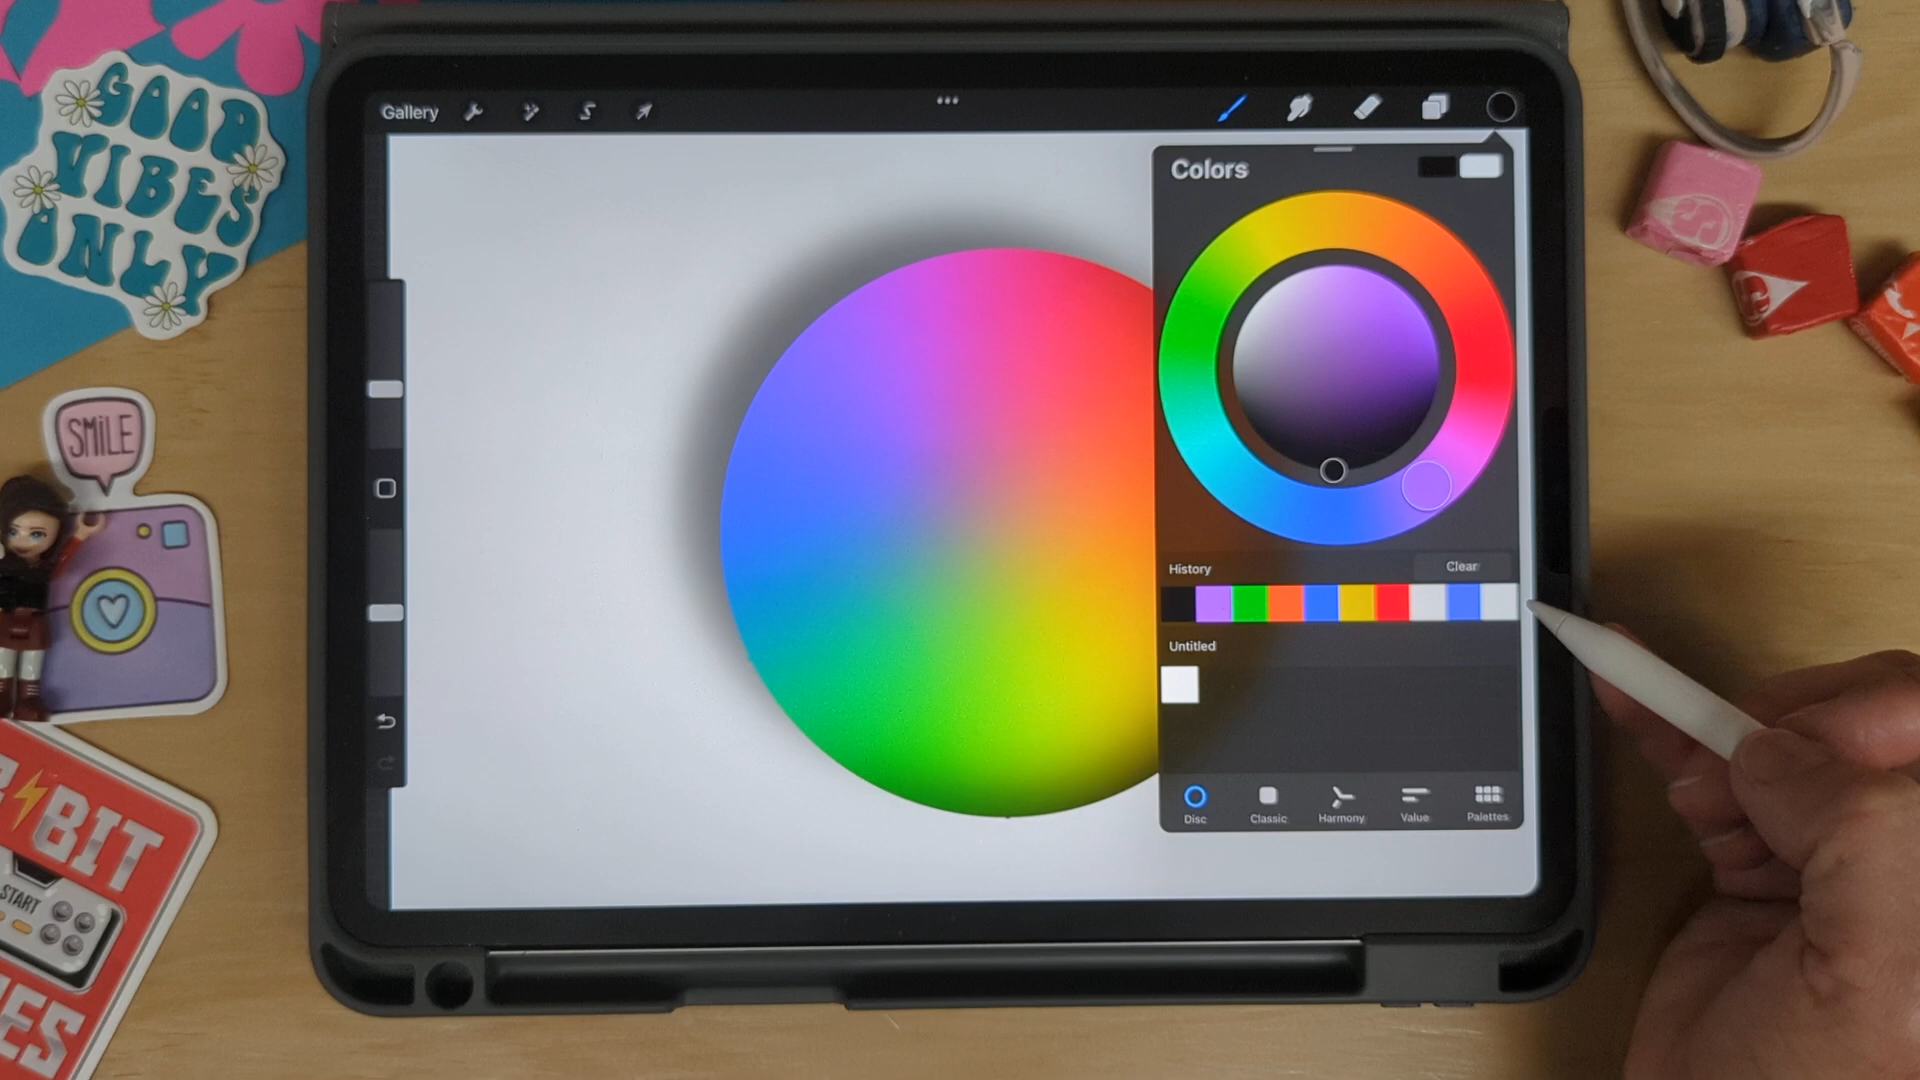 GOOD
VIBES
ONLY
SMiLE
BIT
START
Gallery
Colors
History
Clear
Untitled
Disc
Classic
Harmony
Value
Palettes